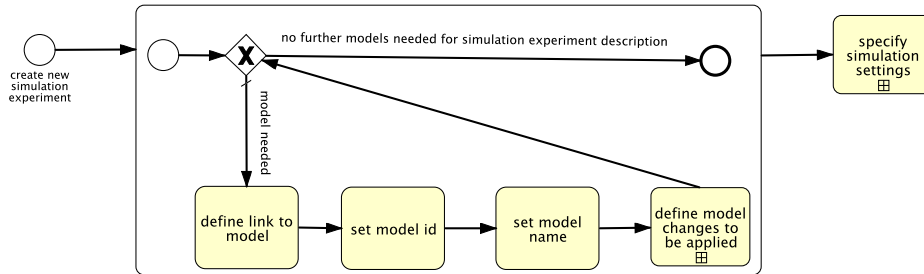 create new
simulation
experiment
X
no further models needed for simulation experiment description
model needed
define link to
model
set model id
set model
name
define model
changes to
be applied
specify
simulation
settings